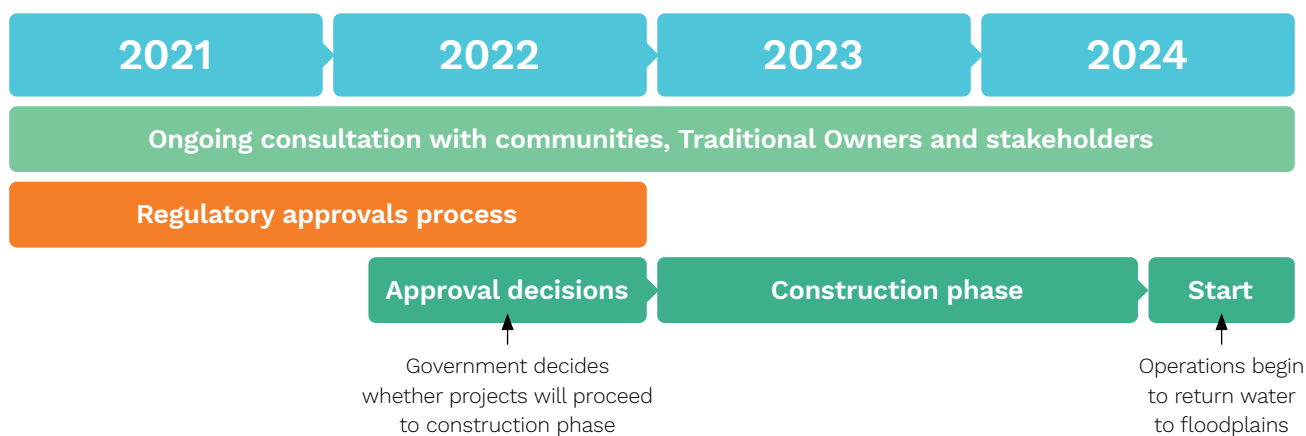 2021
2022
2023
2024
Ongoing consultation with communities, Traditional Owners and stakeholders
Regulatory approvals process
Approval decisions
Construction phase
Start
Government decides
whether projects will proceed
to construction phase
Operations begin
to return water
to floodplains